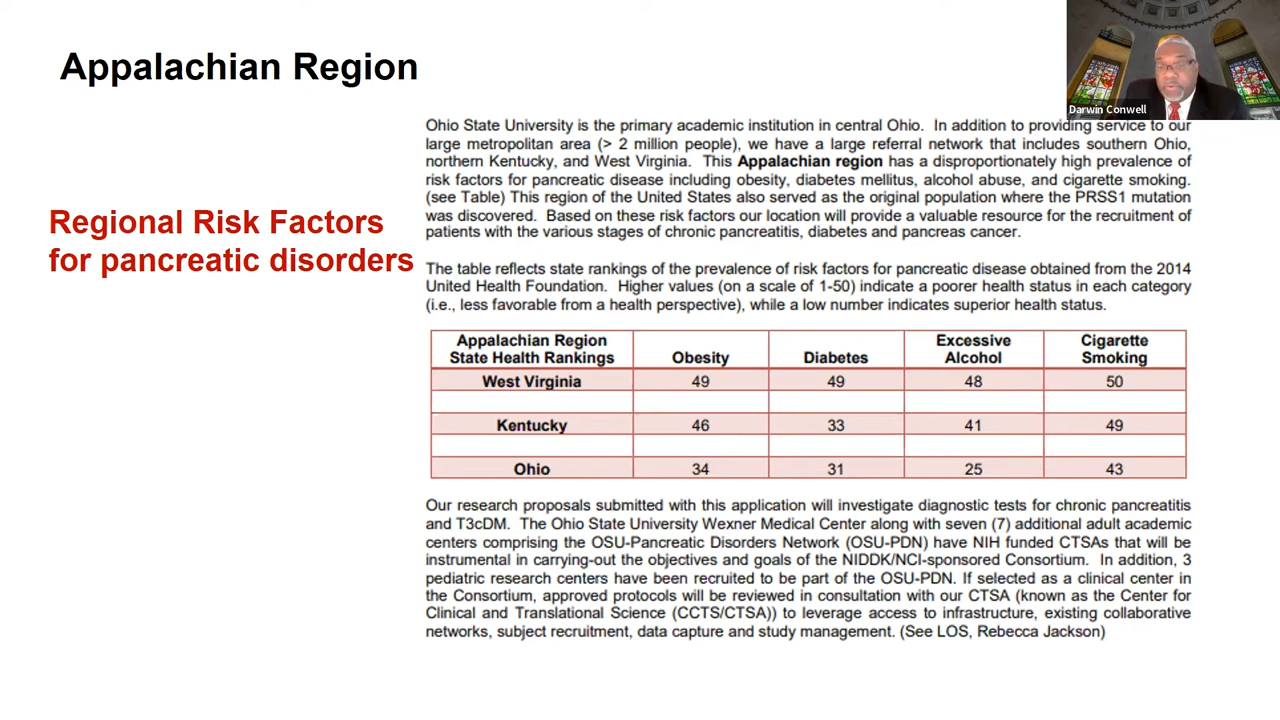 Appalachian Region
Darwin Conwell
Regional Risk Factors
for pancreatic disorders
Ohio State University is the primary academic institution in central Ohio. In addition to providing service to our
large metropolitan area (> 2 million people), we have a large referral network that includes southern Ohio,
northern Kentucky, and West Virginia. This Appalachian region has a disproportionately high prevalence of
risk factors for pancreatic disease including obesity, diabetes mellitus, alcohol abuse, and cigarette smoking.
(see Table) This region of the United States also served as the original population where the PRSS1 mutation
was discovered. Based on these risk factors our location will provide a valuable resource for the recruitment of
patients with the various stages of chronic pancreatitis, diabetes and pancreas cancer.
The table reflects state rankings of the prevalence of risk factors for pancreatic disease obtained from the 2014
United Health Foundation. Higher values (on a scale of 1-50) indicate a poorer health status in each category
(i.e., less favorable from a health perspective), while a low number indicates superior health status.
Appalachian Region
State Health Rankings
Obesity
Diabetes
Excessive
Alcohol
Cigarette
Smoking
West Virginia 49 49 48 50
Kentucky 46 33 41 49
Ohio 34 31 25 43
Our research proposals submitted with this application will investigate diagnostic tests for chronic pancreatitis
and T3cDM. The Ohio State University Wexner Medical Center along with seven (7) additional adult academic
centers comprising the OSU-Pancreatic Disorders Network (OSU-PDN) have NIH funded CTSAs that will be
instrumental in carrying-out the objectives and goals of the NIDDK/NCI-sponsored Consortium. In addition, 3
pediatric research centers have been recruited to be part of the OSU-PDN. If selected as a clinical center in
the Consortium, approved protocols will be reviewed in consultation with our CTSA (known as the Center for
Clinical and Translational Science (CCTS/CTSA)) to leverage access to infrastructure, existing collaborative
networks, subject recruitment, data capture and study management. (See LOS, Rebecca Jackson)